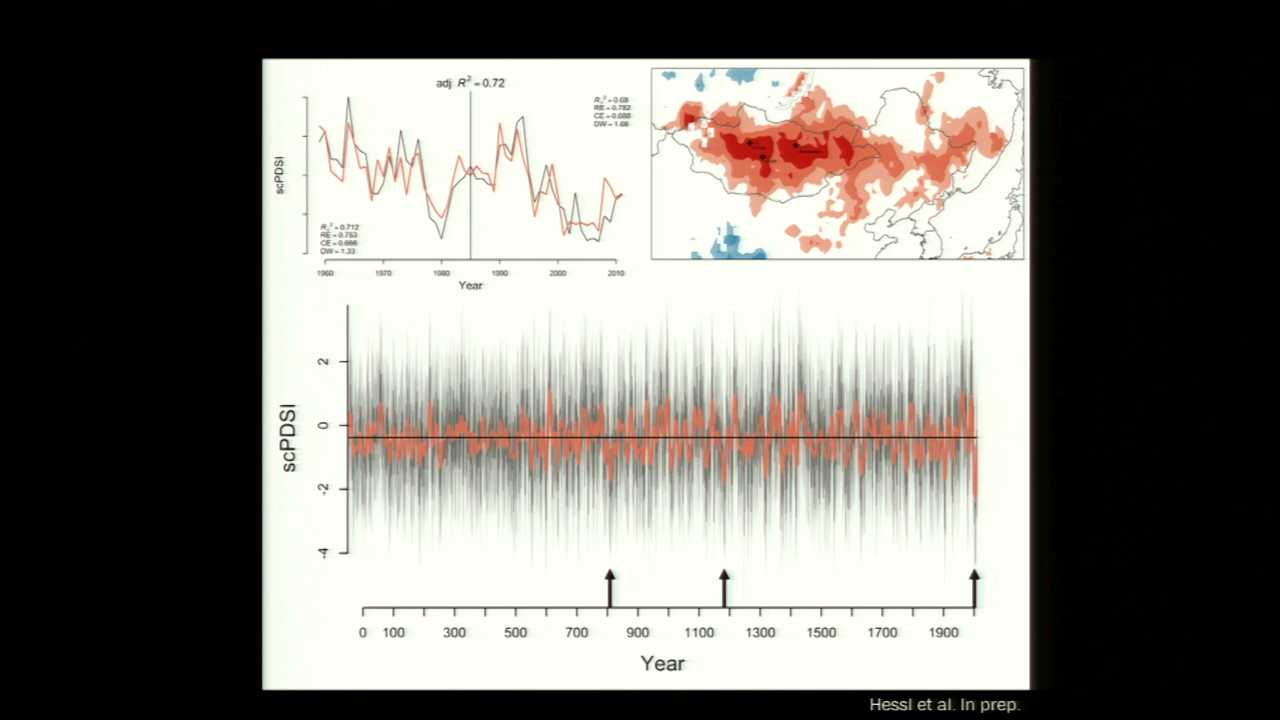 adj R² = 0.72
scPDSI
R²=0.68
RE=0.782
CE=0.688
DW=1.66
R²=0.712
RE=0.753
CE=0.666
DW=1.33
1960 1970 1980 1990 2000 2010
Year
scPDSI
2
0
-2
-4
0 100 300 500 700 900 1100 1300 1500 1700 1900
Year
Hessl et al. In prep.